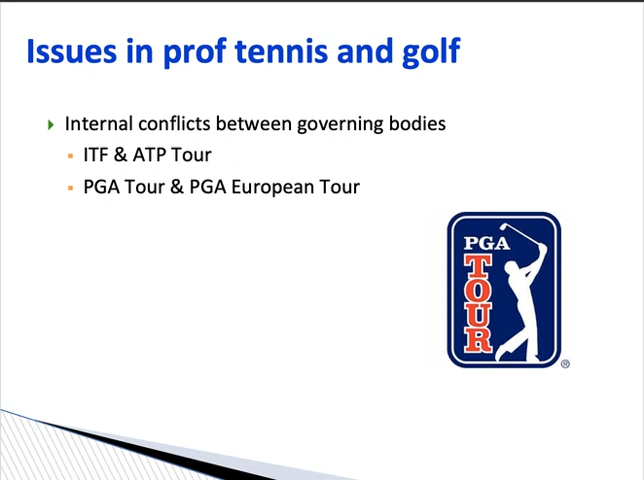 Issues in prof tennis and golf
Internal conflicts between governing bodies
ITF & ATP Tour
PGA Tour & PGA European Tour
PGA
TOUR
®